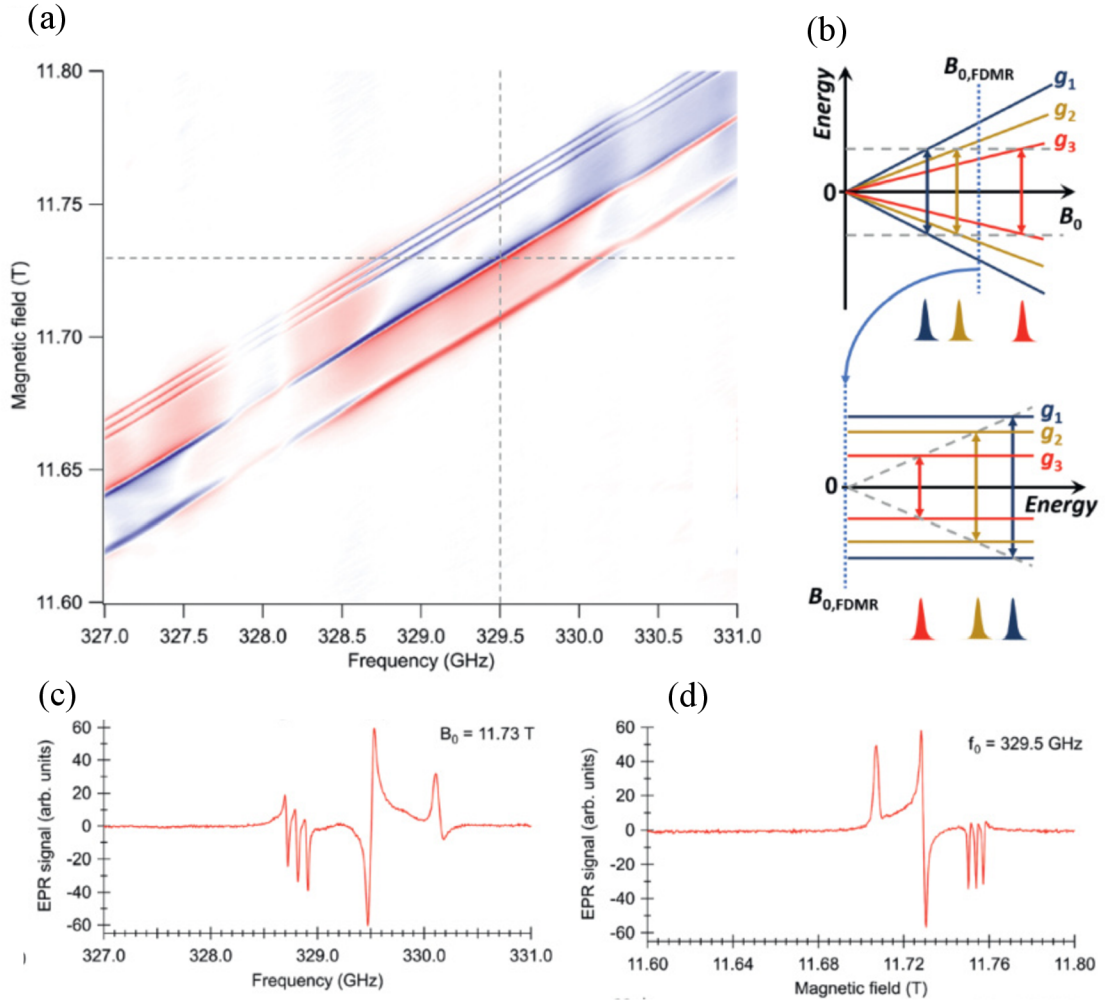 (a)
11.80
11.75
11.70
11.65
11.60
Magnetic field (T)
327.0 327.5 328.0 328.5 329.0 329.5 330.0 330.5 331.0
Frequency (GHz)
(b)
B0,FDMR
Energy
g1
g2
g3
0
B0
g1
g2
g3
0
Energy
B0,FDMR
(c)
60
40
20
0
-20
-40
-60
EPR signal (arb. units)
B0 = 11.73 T
327.0 328.0 329.0 330.0 331.0
Frequency (GHz)
)
(d)
60
40
20
0
-20
-40
-60
EPR signal (arb. units)
f0 = 329.5 GHz
11.60 11.64 11.68 11.72 11.76 11.80
Magnetic field (T)